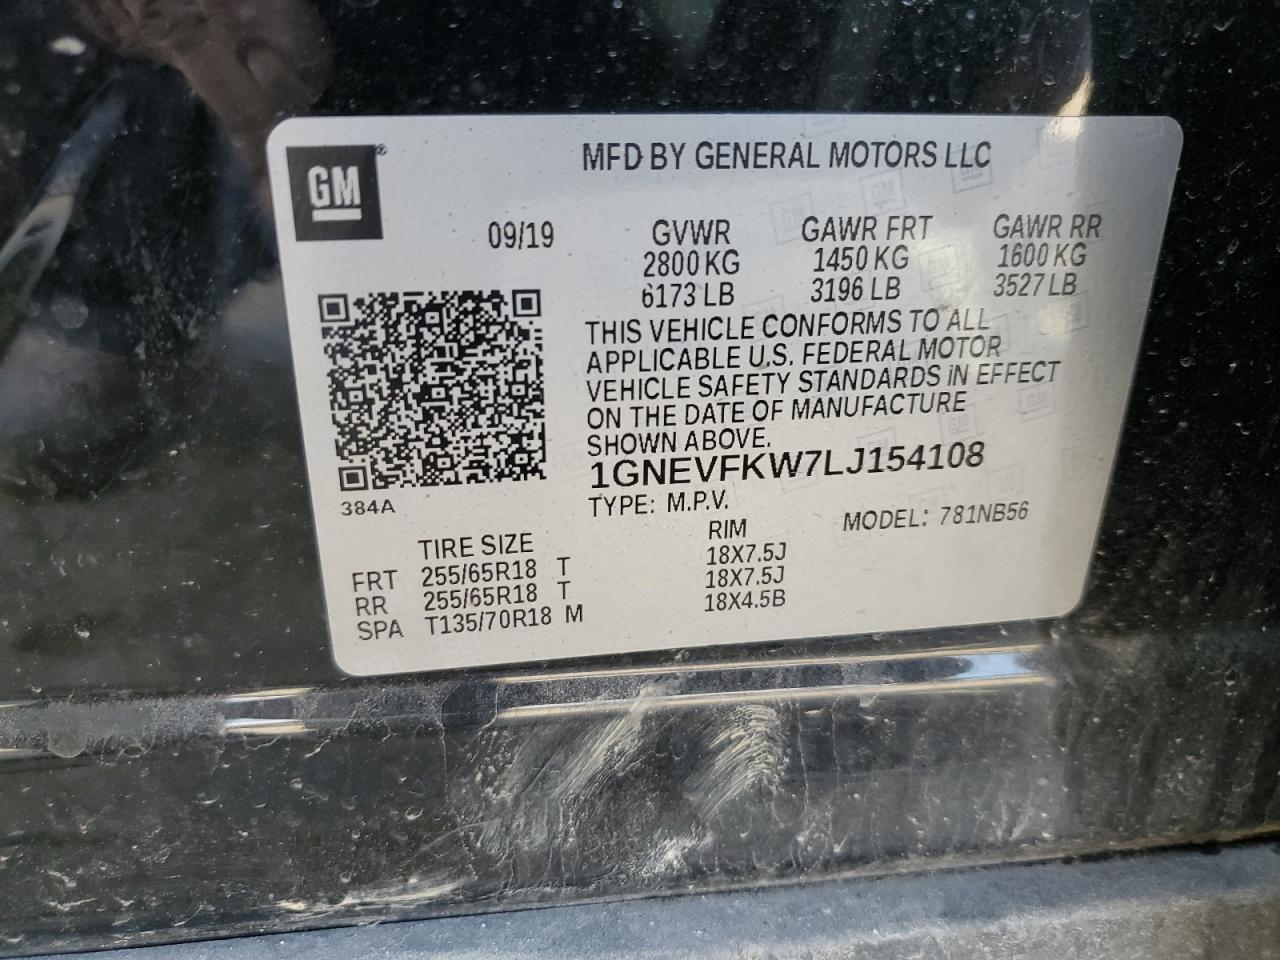 GM®
MFD BY GENERAL MOTORS LLC
09/19
GVWR GAWR FRT GAWR RR
2800 KG 1450 KG 1600 KG
6173 LB 3196 LB 3527 LB
THIS VEHICLE CONFORMS TO ALL
APPLICABLE U.S. FEDERAL MOTOR
VEHICLE SAFETY STANDARDS IN EFFECT
ON THE DATE OF MANUFACTURE
SHOWN ABOVE.
1GNEVFKW7LJ154108
384A
TYPE: M.P.V. MODEL: 781NB56
TIRE SIZE RIM
FRT 255/65R18 T 18X7.5J
RR 255/65R18 T 18X7.5J
SPA T135/70R18 M 18X4.5B